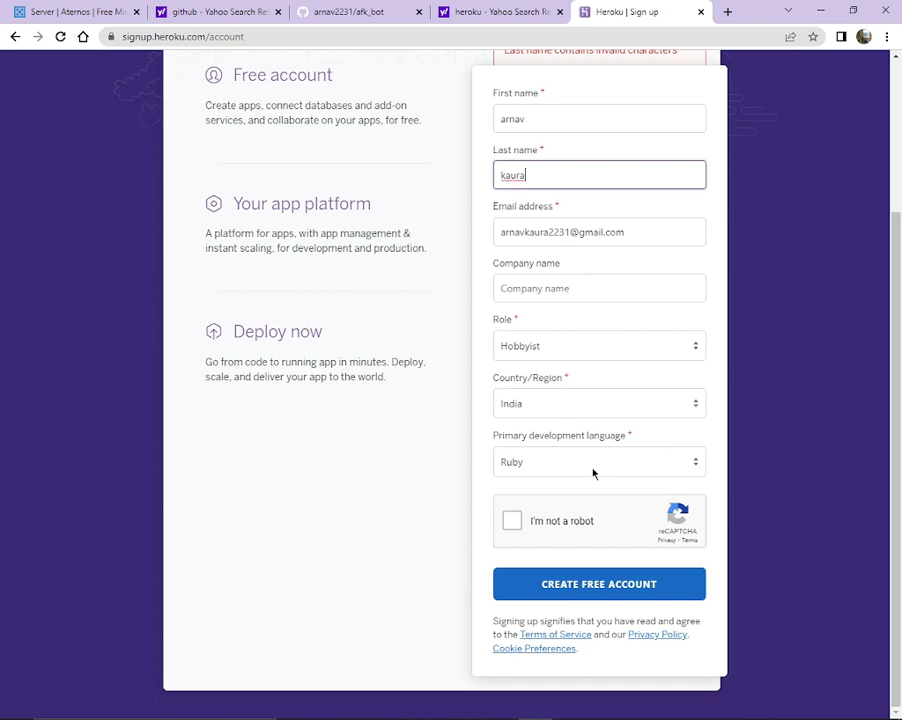 Server | Aternos | Free Mi
github - Yahoo Search Re
arnav2231/afk_bot
heroku - Yahoo Search Re
Heroku | Sign up
signup.heroku.com/account
Last name contains invalid characters
Free account
Create apps, connect databases and add-on
services, and collaborate on your apps, for free.
Your app platform
A platform for apps, with app management &
instant scaling, for development and production.
Deploy now
Go from code to running app in minutes. Deploy,
scale, and deliver your app to the world.
First name *
arnav
Last name *
kaura
Email address *
arnavkaura2231@gmail.com
Company name
Company name
Role *
Hobbyist
Country/Region *
India
Primary development language *
Ruby
I'm not a robot
reCAPTCHA
Privacy - Terms
CREATE FREE ACCOUNT
Signing up signifies that you have read and agree
to the Terms of Service and our Privacy Policy,
Cookie Preferences.